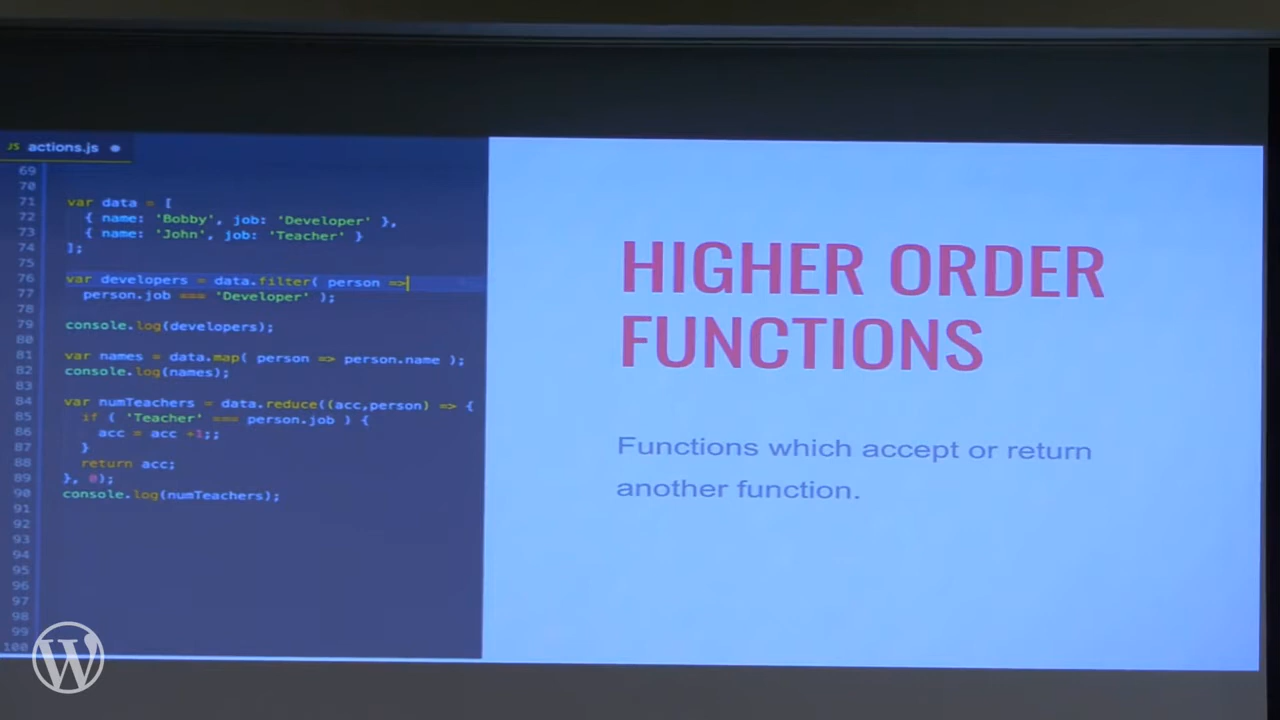 JS actions.js
69
70
71 var data = [
72 { name: 'Bobby', job: 'Developer' },
73 { name: 'John', job: 'Teacher' }
74 ];
75
76 var developers = data.filter( person =>
77 person.job === 'Developer' );
78
79 console.log(developers);
80
81 var names = data.map( person => person.name );
82 console.log(names);
83
84 var numTeachers = data.reduce((acc,person) => {
85 if ( 'Teacher' === person.job ) {
86 acc = acc +1;;
87 }
88 return acc;
89 }, 0);
90 console.log(numTeachers);
91
92
93
94
95
96
97
98
99
100
HIGHER ORDER
FUNCTIONS
Functions which accept or return
another function.